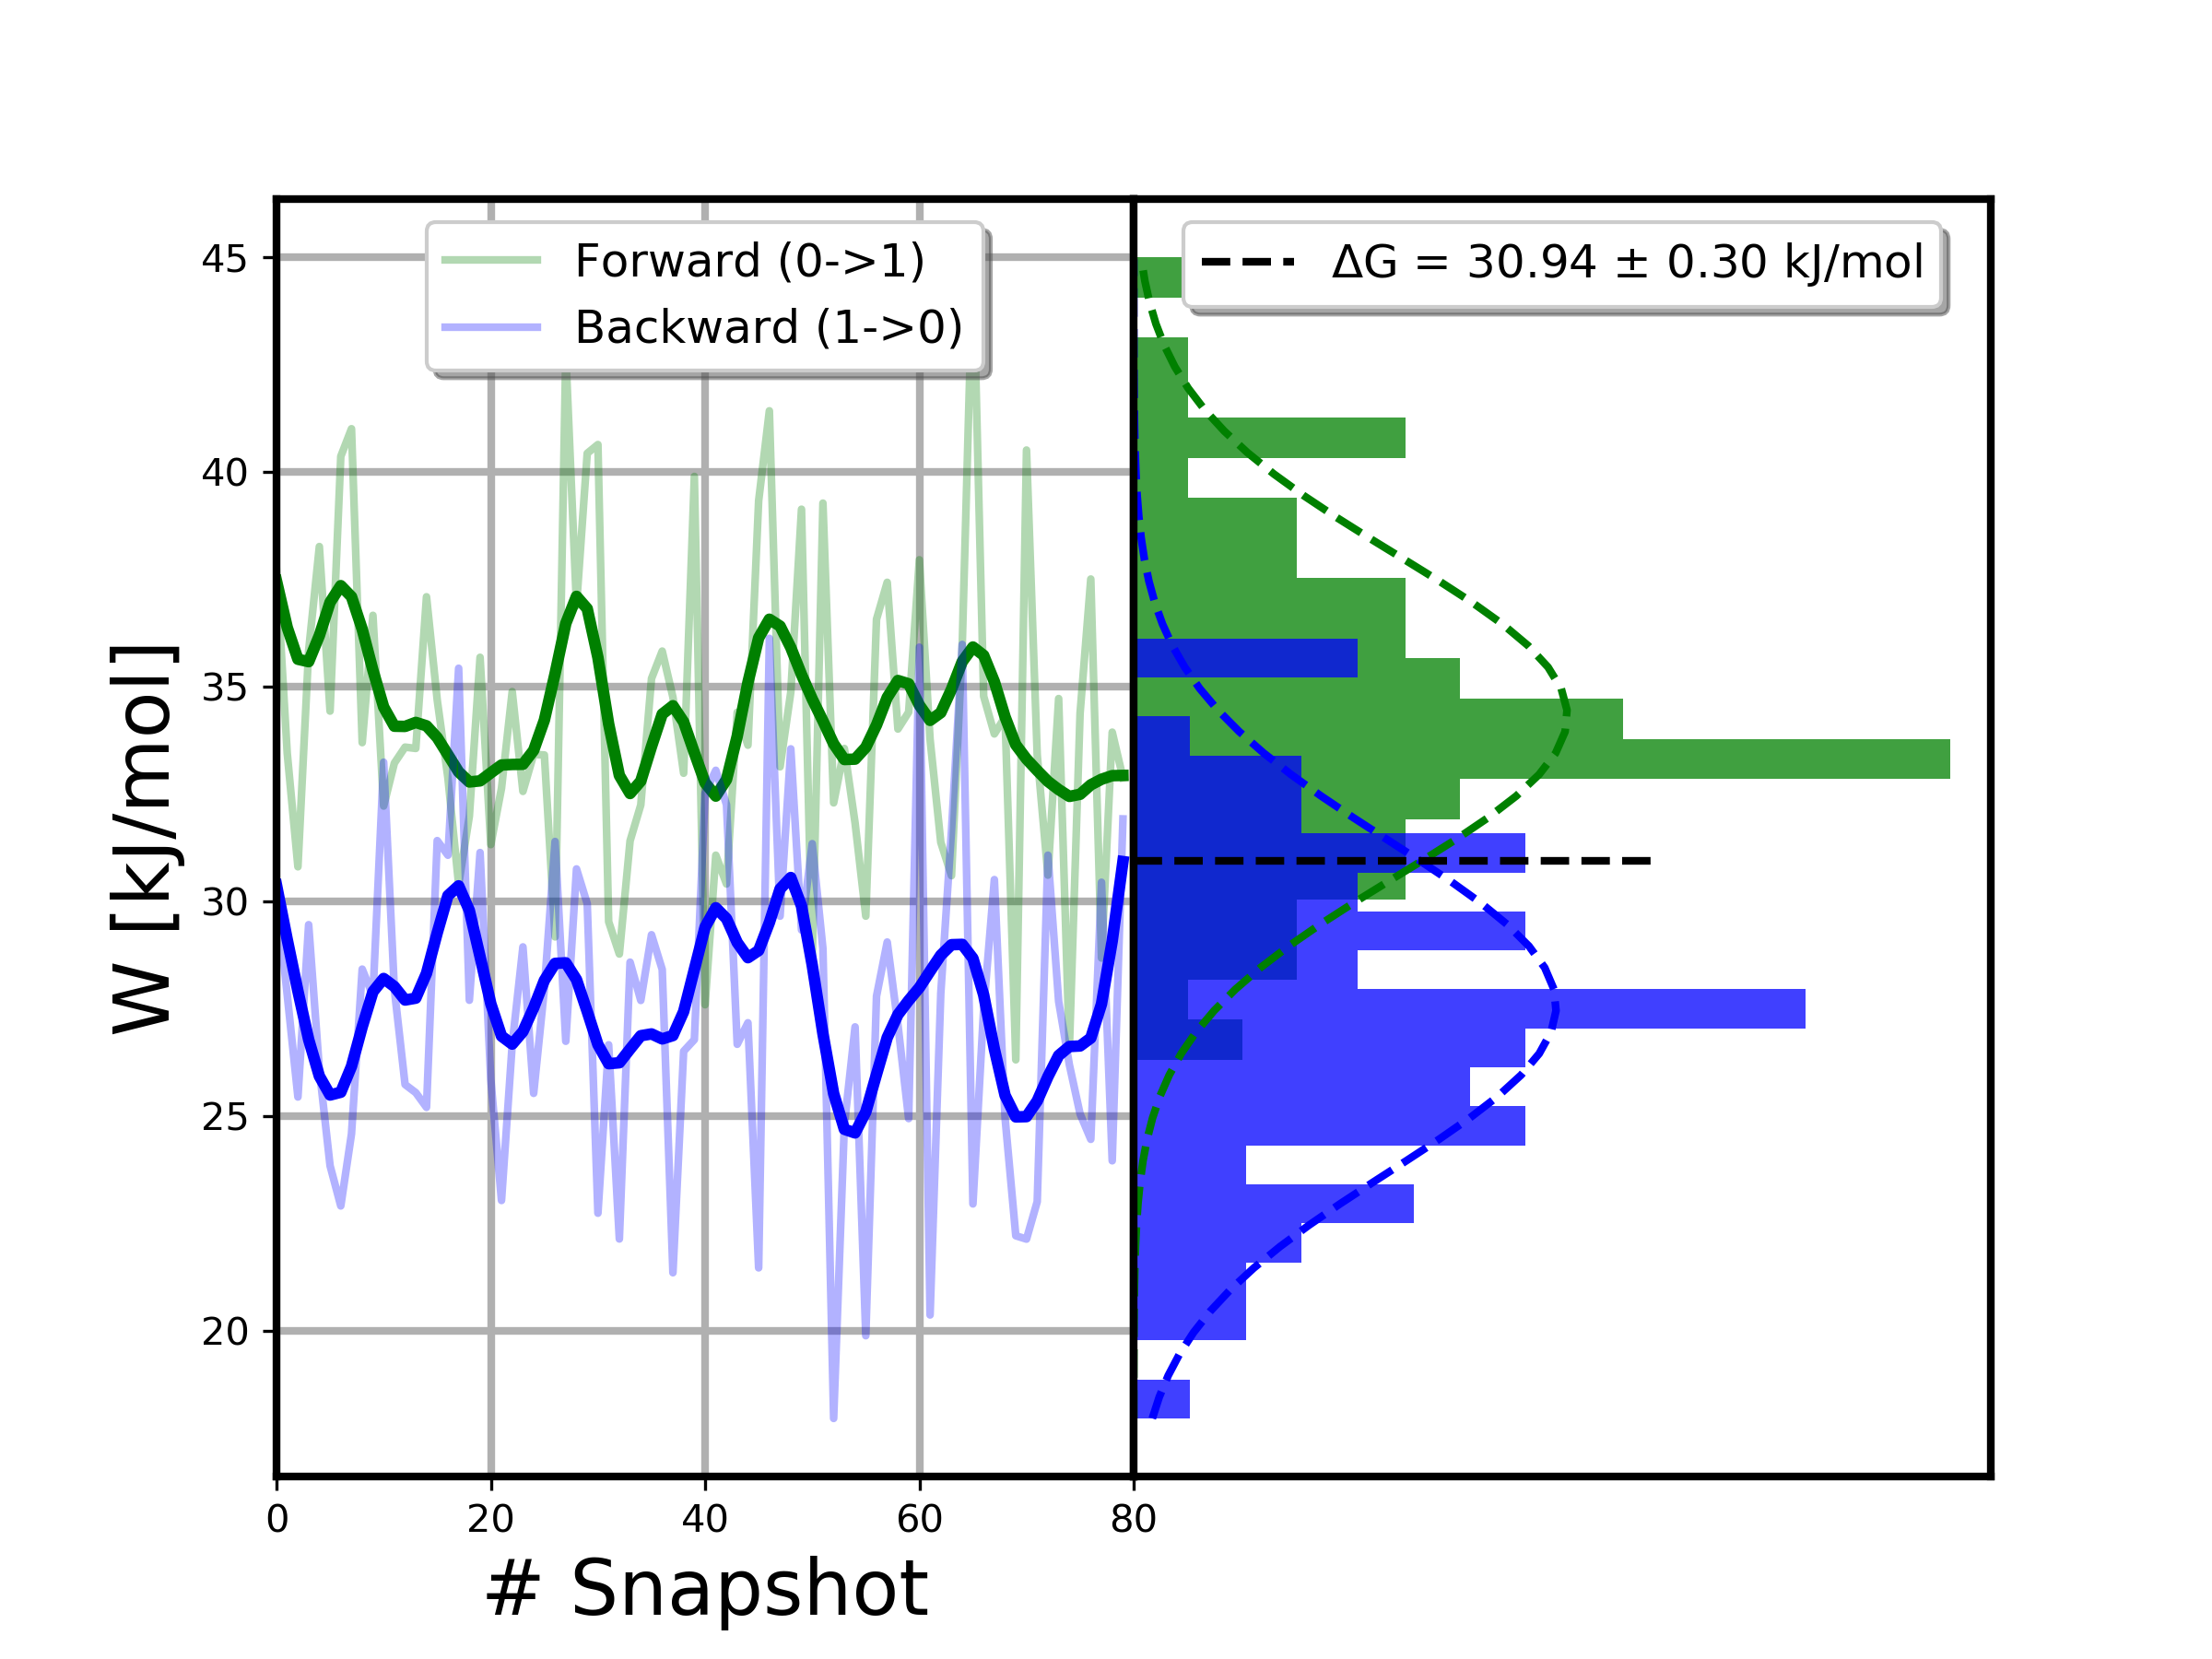 Forward (0->1)
Backward (1->0)
ΔG = 30.94 ± 0.30 kJ/mol
W [kJ/mol]
45
40
35
30
25
20
0 20 40 60 80
# Snapshot